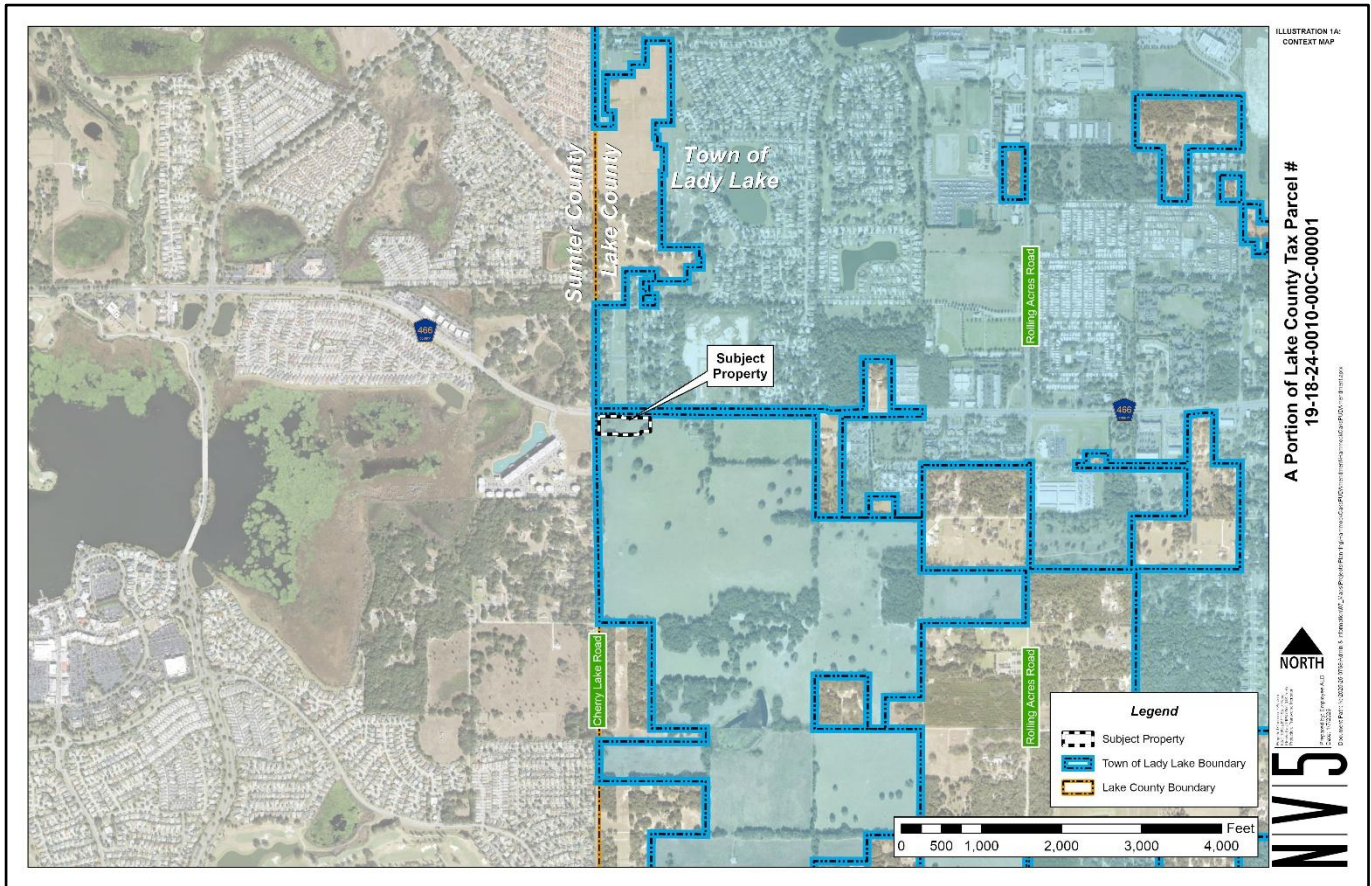 ILLUSTRATION 1A:
CONTEXT MAP
A Portion of Lake County Tax Parcel #
19-18-24-0010-00C-00001
Sumter County
Lake County
Town of
Lady Lake
466
COUNTY
Subject
Property
Rolling Acres Road
466
COUNTY
Cherry Lake Road
Rolling Acres Road
Legend
Subject Property
Town of Lady Lake Boundary
Lake County Boundary
Feet
0 500 1,000 2,000 3,000 4,000
NORTH
N|V|5